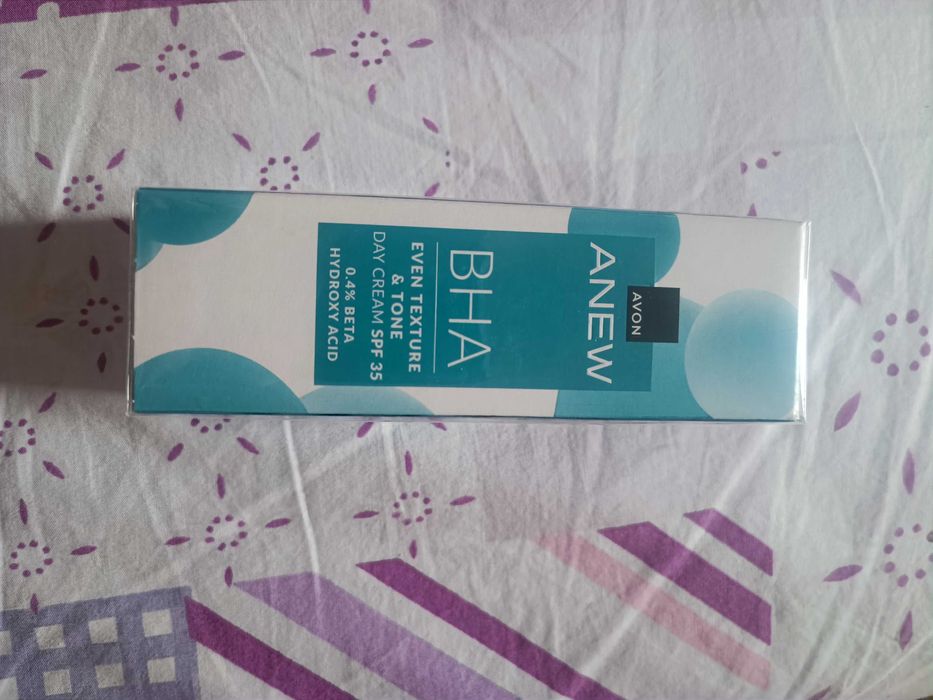 AVON
ANEW
BHA
EVEN TEXTURE
& TONE
DAY CREAM SPF 35
0.4% BETA
HYDROXY ACID